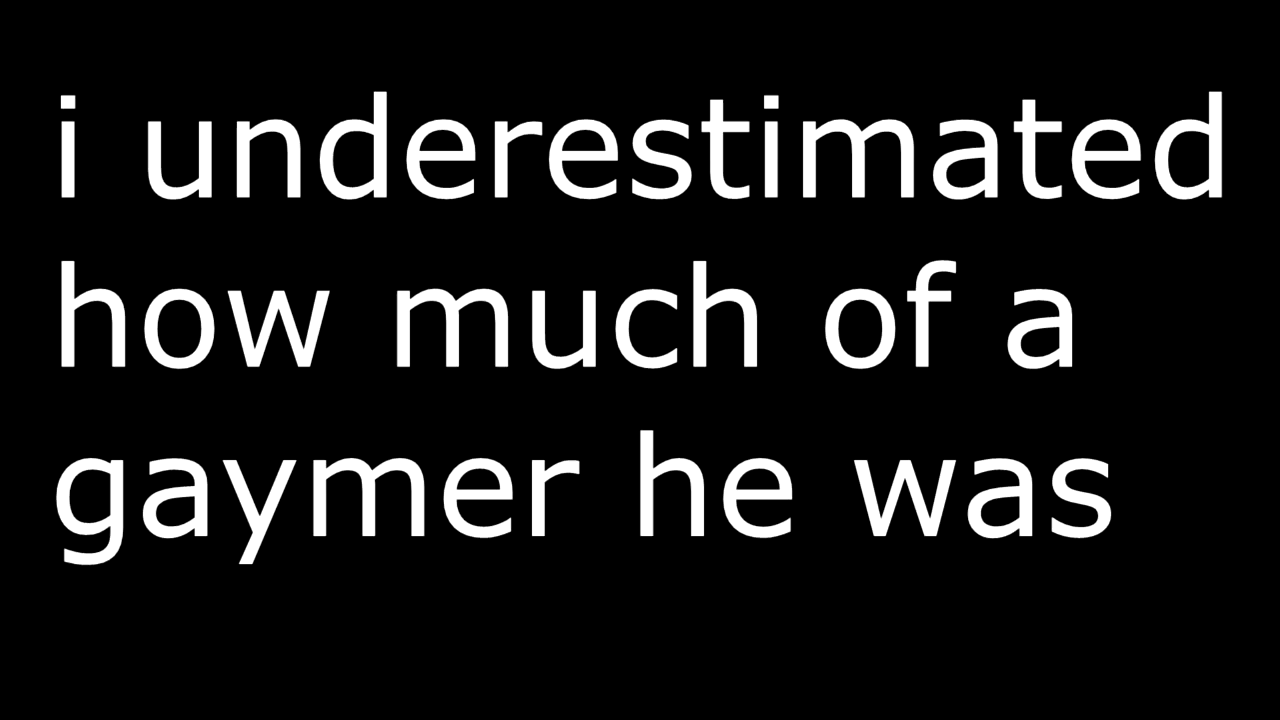 i underestimated
how much of a
gaymer he was